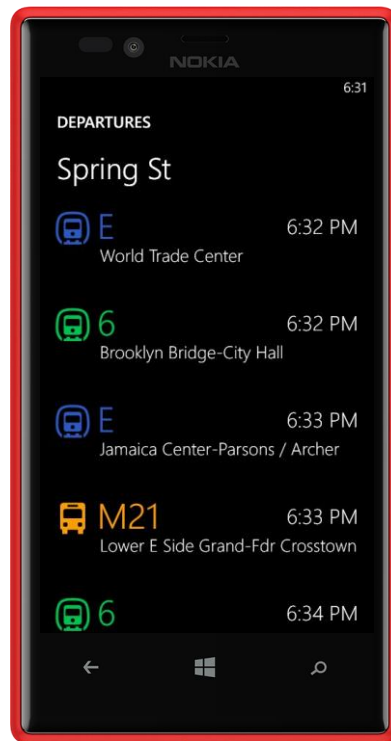 NOKIA
6:31
DEPARTURES
Spring St
E 6:32 PM
World Trade Center
6 6:32 PM
Brooklyn Bridge-City Hall
E 6:33 PM
Jamaica Center-Parsons / Archer
M21 6:33 PM
Lower E Side Grand-Fdr Crosstown
6 6:34 PM